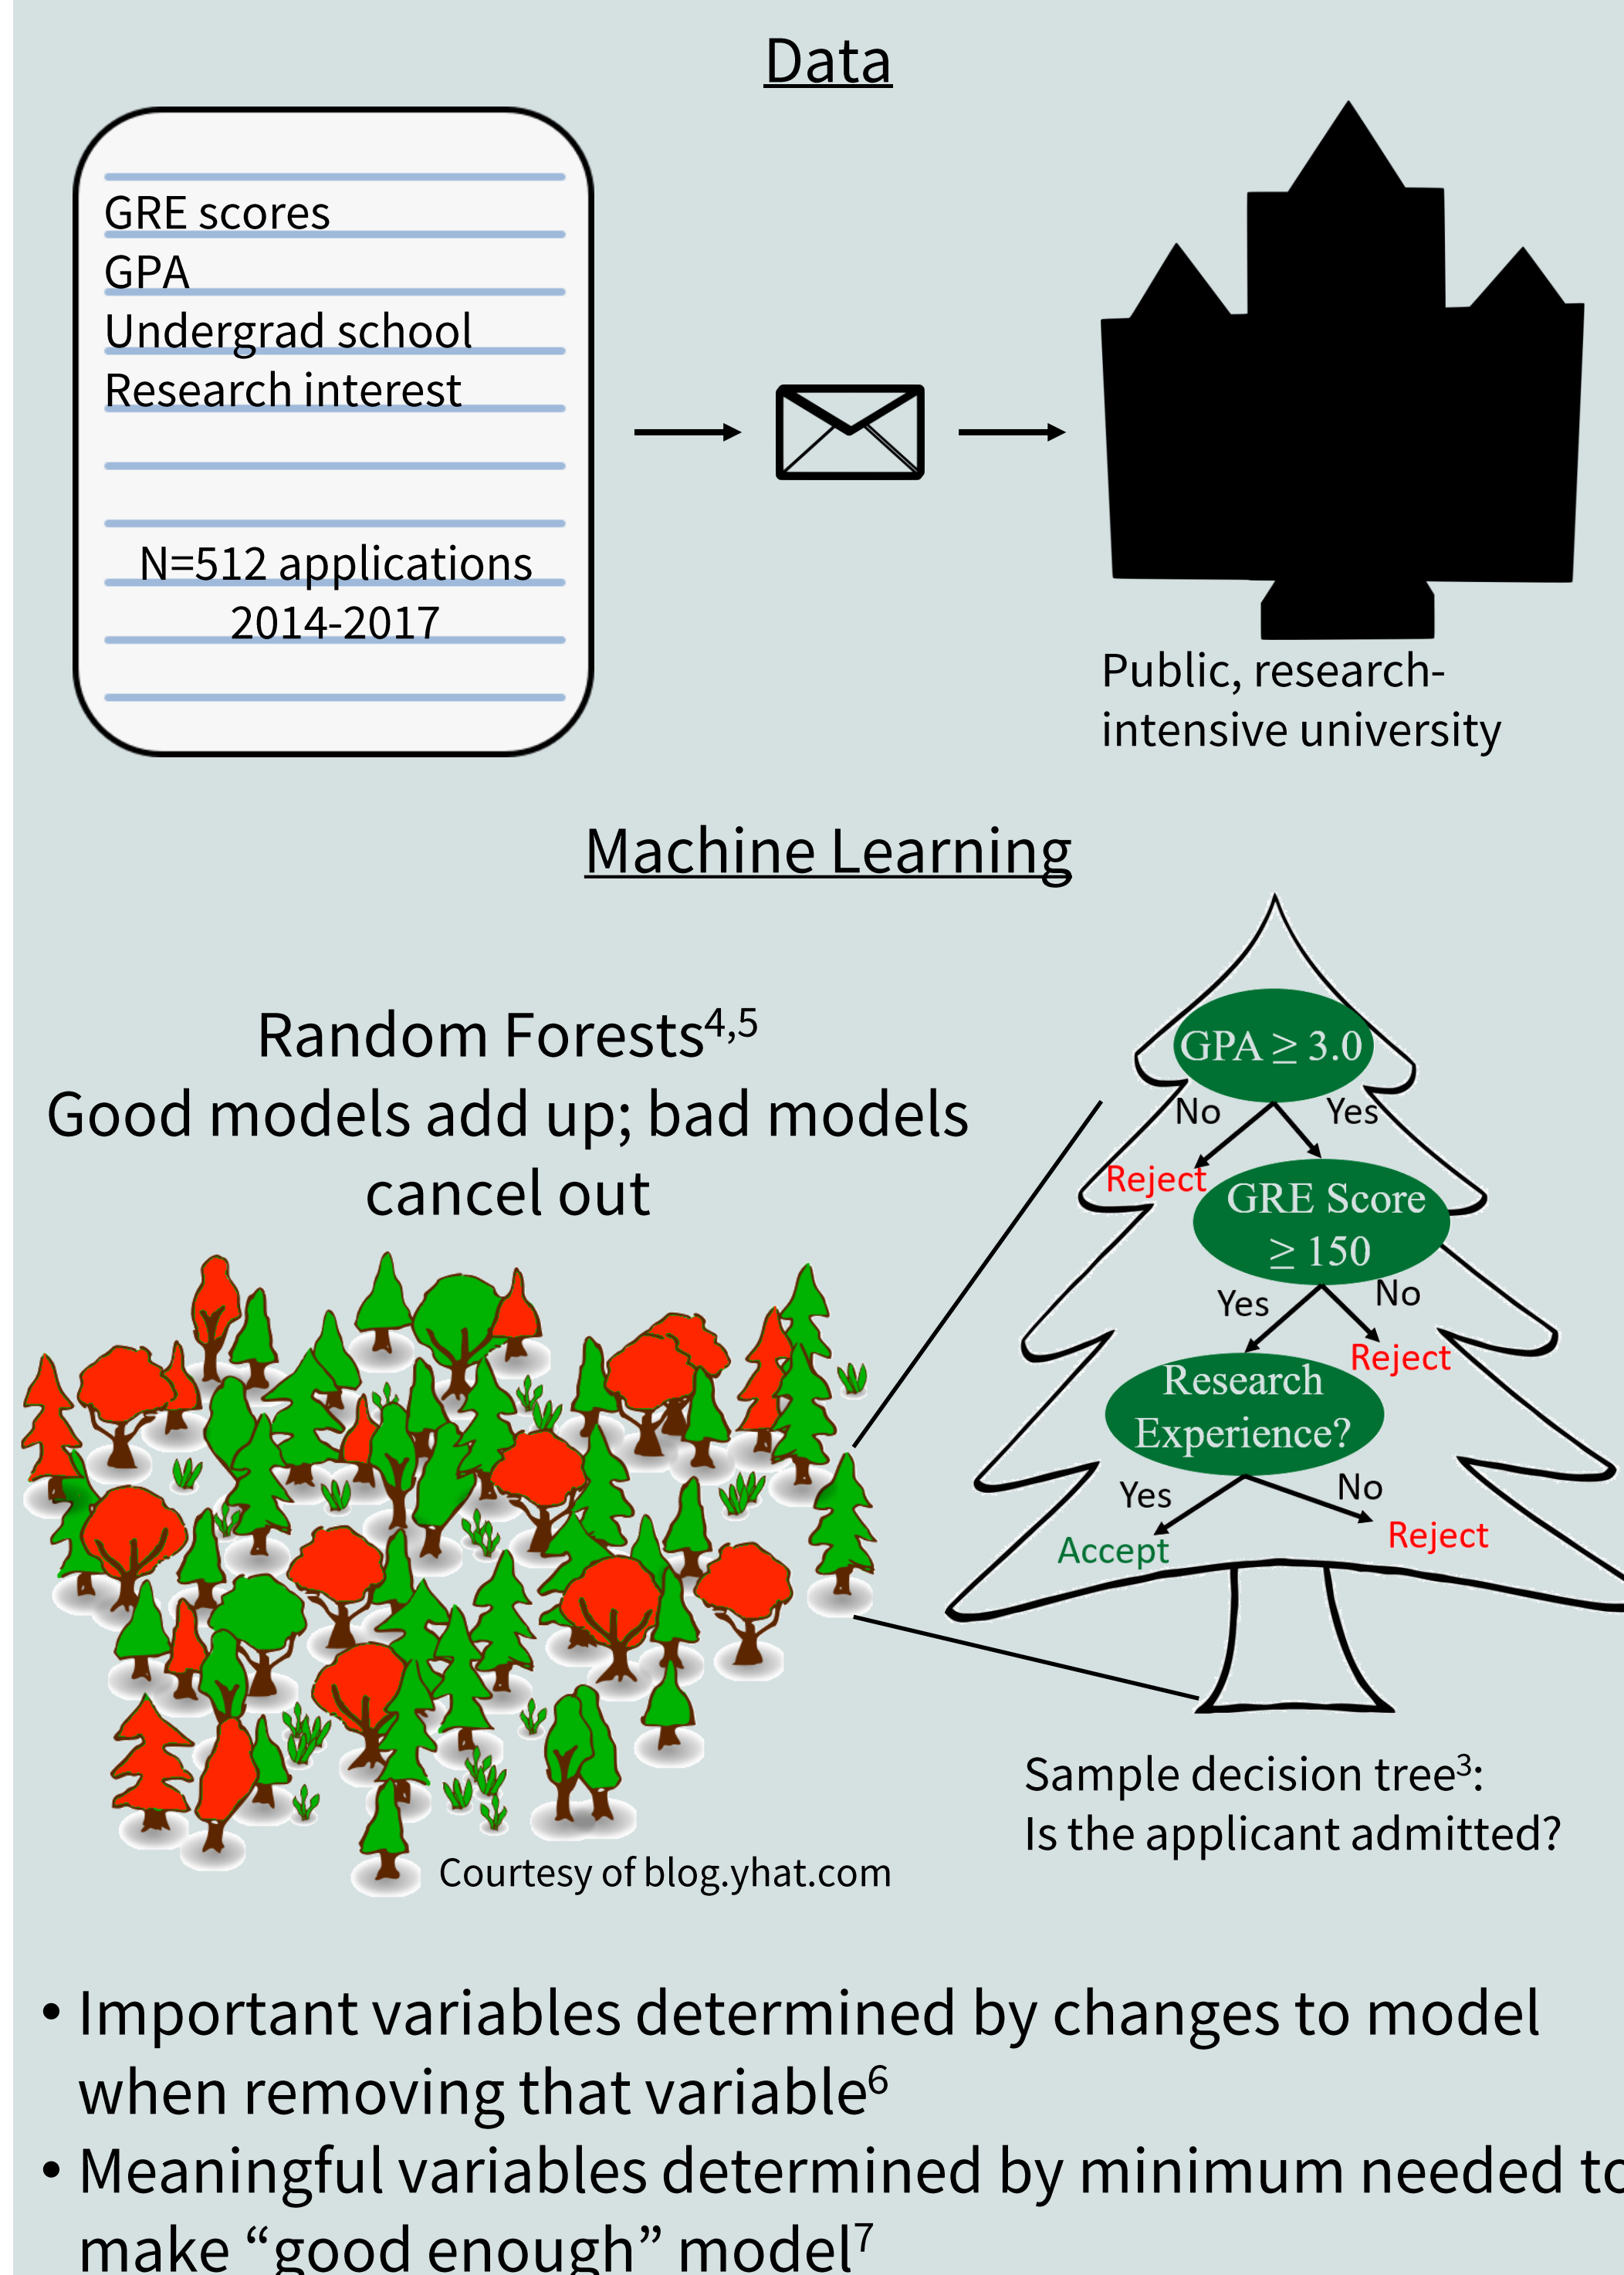 Data
GRE scores
GPA
Undergrad school
Research interest
N=512 applications
2014-2017
Public, research-
intensive university
Machine Learning
Random Forests⁴,⁵
Good models add up; bad models
cancel out
GPA ≥ 3.0
No Yes
Reject
GRE Score
≥ 150
Yes No
Reject
Research
Experience?
Yes No
Accept Reject
Sample decision tree³:
Is the applicant admitted?
Courtesy of blog.yhat.com
• Important variables determined by changes to model
when removing that variable⁶
• Meaningful variables determined by minimum needed to
make “good enough” model⁷